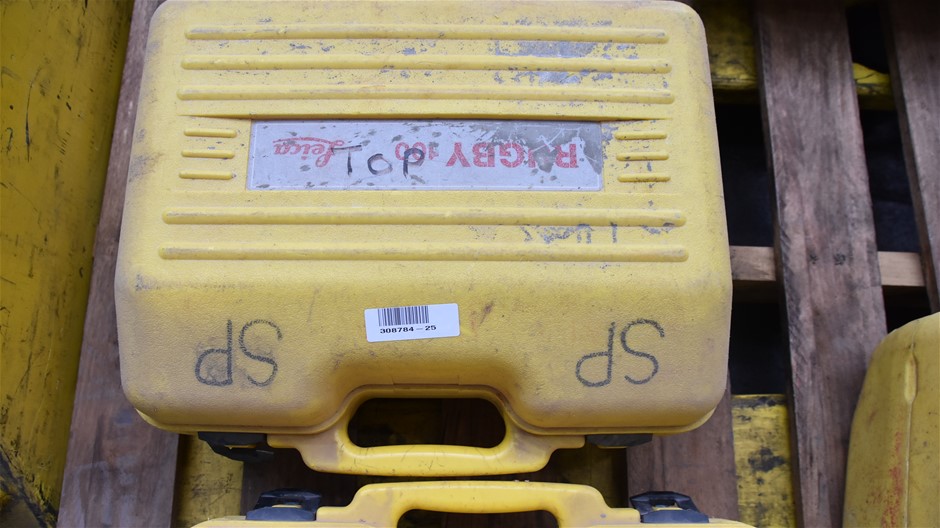 RUGBY 100 Leica
TOP
308784-25
SP
SP